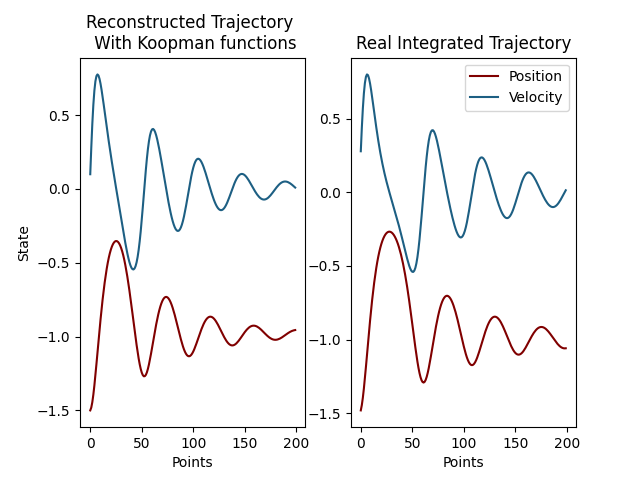 Reconstructed Trajectory
With Koopman functions
State
0.5
0.0
−0.5
−1.0
−1.5
0
50
100
150
200
Points
Real Integrated Trajectory
Position
Velocity
0.5
0.0
−0.5
−1.0
−1.5
0
50
100
150
200
Points